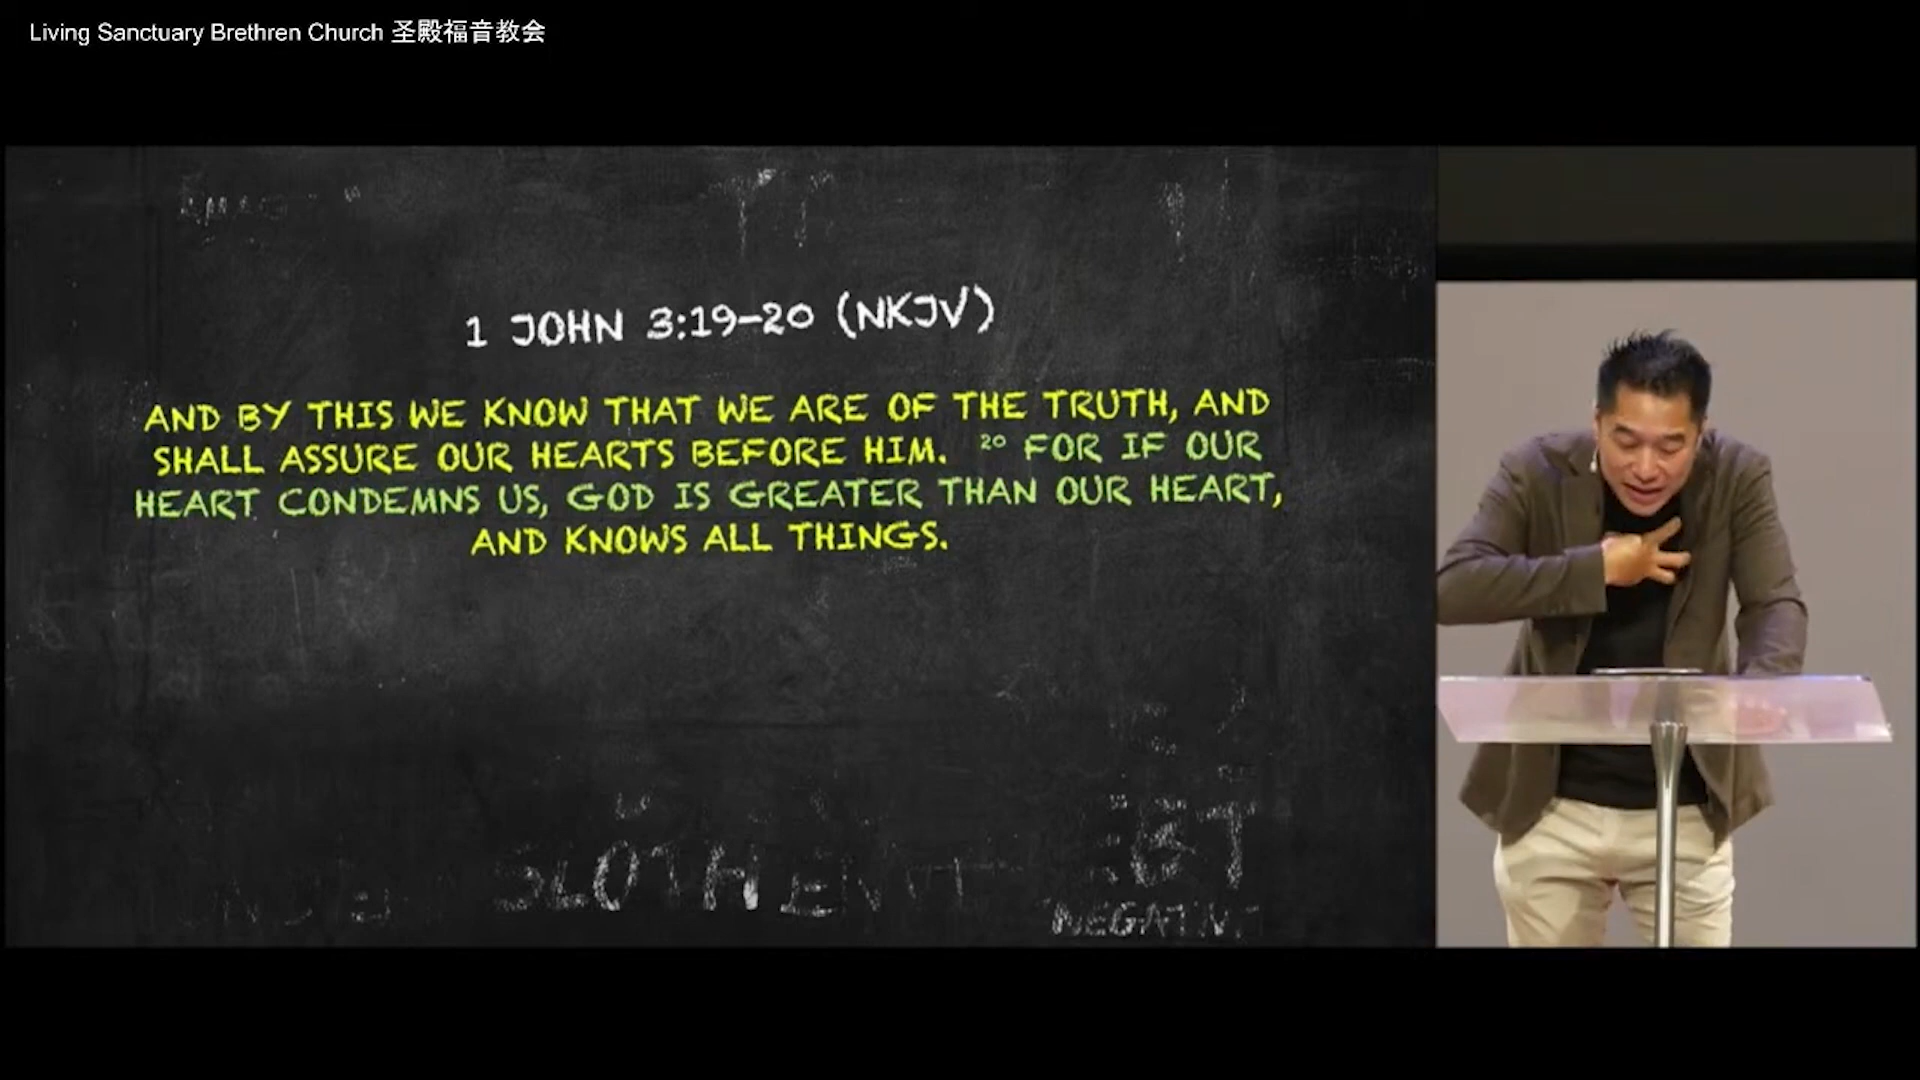 Living Sanctuary Brethren Church 圣殿福音教会
1 JOHN 3:19-20 (NKJV)
AND BY THIS WE KNOW THAT WE ARE OF THE TRUTH, AND
SHALL ASSURE OUR HEARTS BEFORE HIM. 20 FOR IF OUR
HEART CONDEMNS US, GOD IS GREATER THAN OUR HEART,
AND KNOWS ALL THINGS.